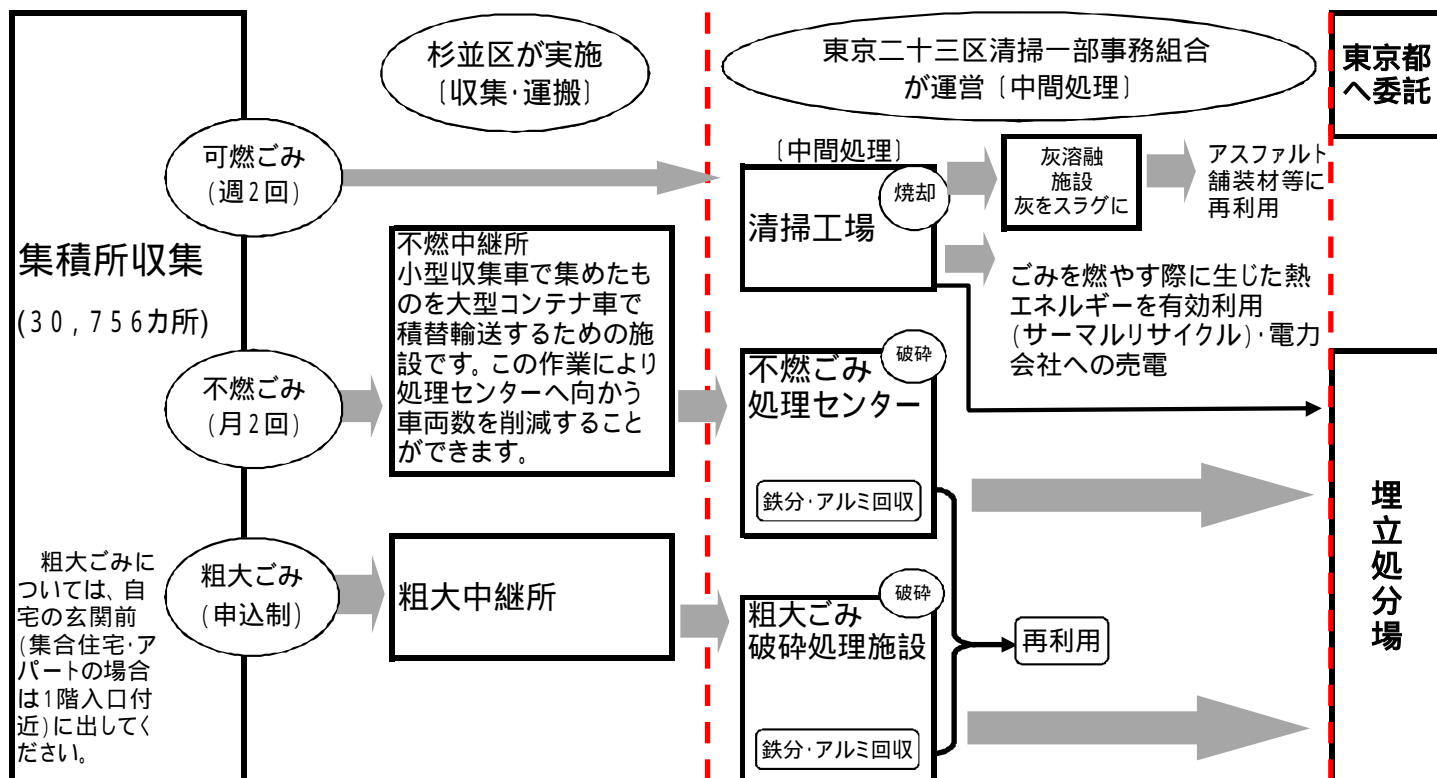 杉並区が実施
〔収集・運搬〕
東京二十三区清掃一部事務組合
が運営〔中間処理〕
東京都
へ委託
集積所収集
(30,756カ所)
可燃ごみ
(週2回)
〔中間処理〕
清掃工場
焼却
灰溶融
施設
灰をスラグに
アスファルト
舗装材等に
再利用
ごみを燃やす際に生じた熱
エネルギーを有効利用
(サーマルリサイクル)・電力
会社への売電
不燃ごみ
(月2回)
不燃中継所
小型収集車で集めたも
のを大型コンテナ車で
積替輸送するための施
設です。この作業により
処理センターへ向かう
車両数を削減すること
ができます。
破砕
不燃ごみ
処理センター
鉄分・アルミ回収
粗大ごみ
(申込制)
粗大ごみに
ついては、自
宅の玄関前
(集合住宅・ア
パートの場合
は1階入口付
近)に出してく
ださい。
粗大中継所
破砕
粗大ごみ
破砕処理施設
鉄分・アルミ回収
再利用
埋立処分場